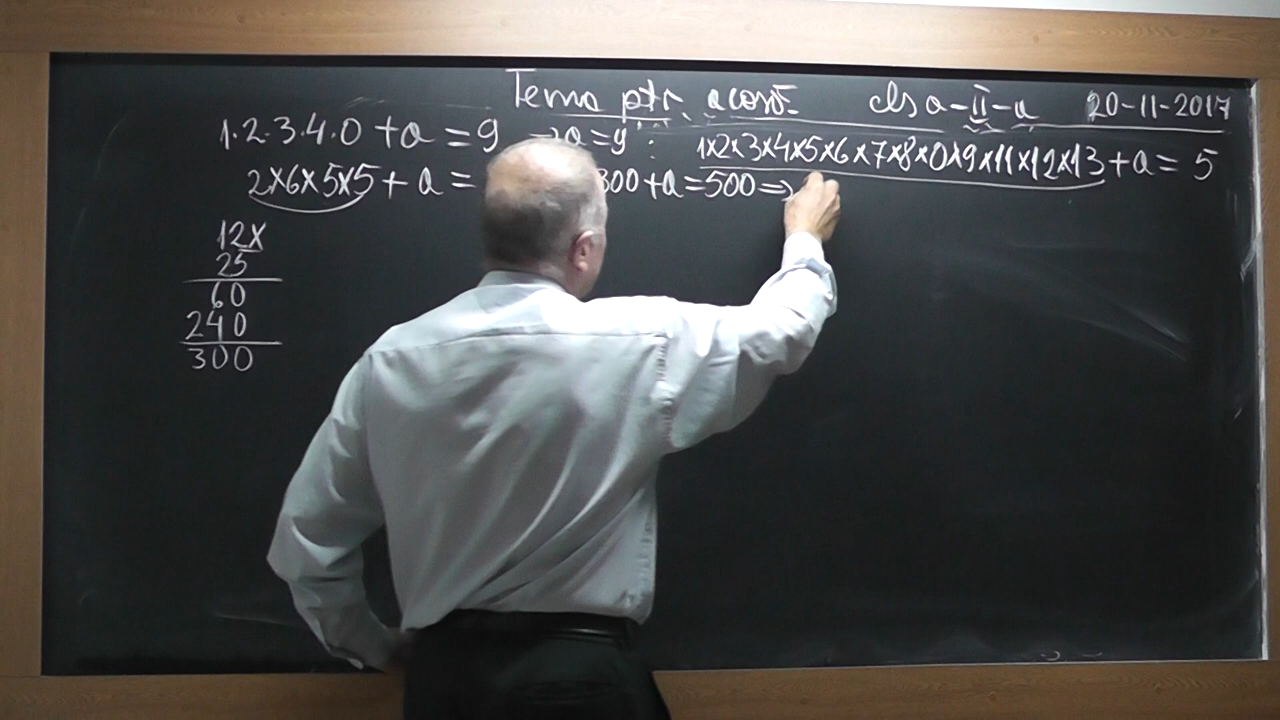 Tema ptr. acasă cls a-II-a 20-11-2017
1·2·3·4·0 + a = 9 → a = 9 :
1x2x3x4x5x6x7x8x0x9x11x12x13 + a = 5
2x6x5x5 + a = 300 + a = 500 =>
12x
25
60
240
300